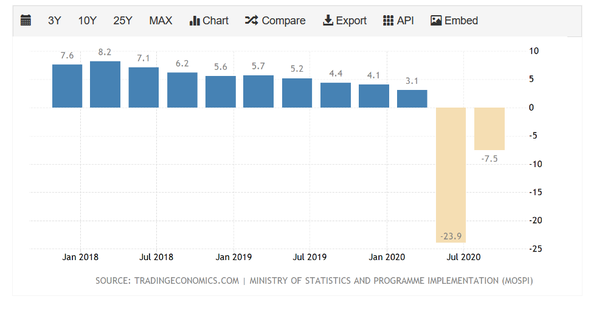 3Y 10Y 25Y MAX Chart Compare Export API Embed
7.6 8.2 7.1 6.2 5.6 5.7 5.2 4.4 4.1 3.1 -23.9 -7.5
10
5
0
-5
-10
-15
-20
-25
Jan 2018 Jul 2018 Jan 2019 Jul 2019 Jan 2020 Jul 2020
SOURCE: TRADINGECONOMICS.COM | MINISTRY OF STATISTICS AND PROGRAMME IMPLEMENTATION (MOSPI)